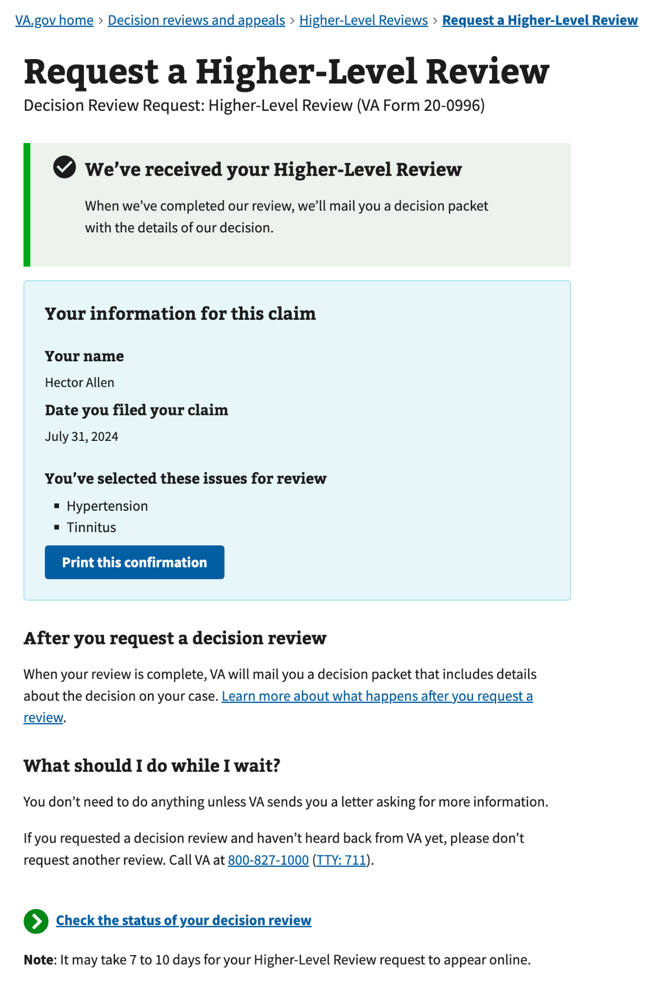 VA.gov home › Decision reviews and appeals › Higher-Level Reviews › Request a Higher-Level Review
Request a Higher-Level Review
Decision Review Request: Higher-Level Review (VA Form 20-0996)
We’ve received your Higher-Level Review
When we’ve completed our review, we’ll mail you a decision packet
with the details of our decision.
Your information for this claim
Your name
Hector Allen
Date you filed your claim
July 31, 2024
You’ve selected these issues for review
▪ Hypertension
▪ Tinnitus
Print this confirmation
After you request a decision review
When your review is complete, VA will mail you a decision packet that includes details
about the decision on your case. Learn more about what happens after you request a
review.
What should I do while I wait?
You don’t need to do anything unless VA sends you a letter asking for more information.
If you requested a decision review and haven’t heard back from VA yet, please don’t
request another review. Call VA at 800-827-1000 (TTY: 711).
Check the status of your decision review
Note: It may take 7 to 10 days for your Higher-Level Review request to appear online.